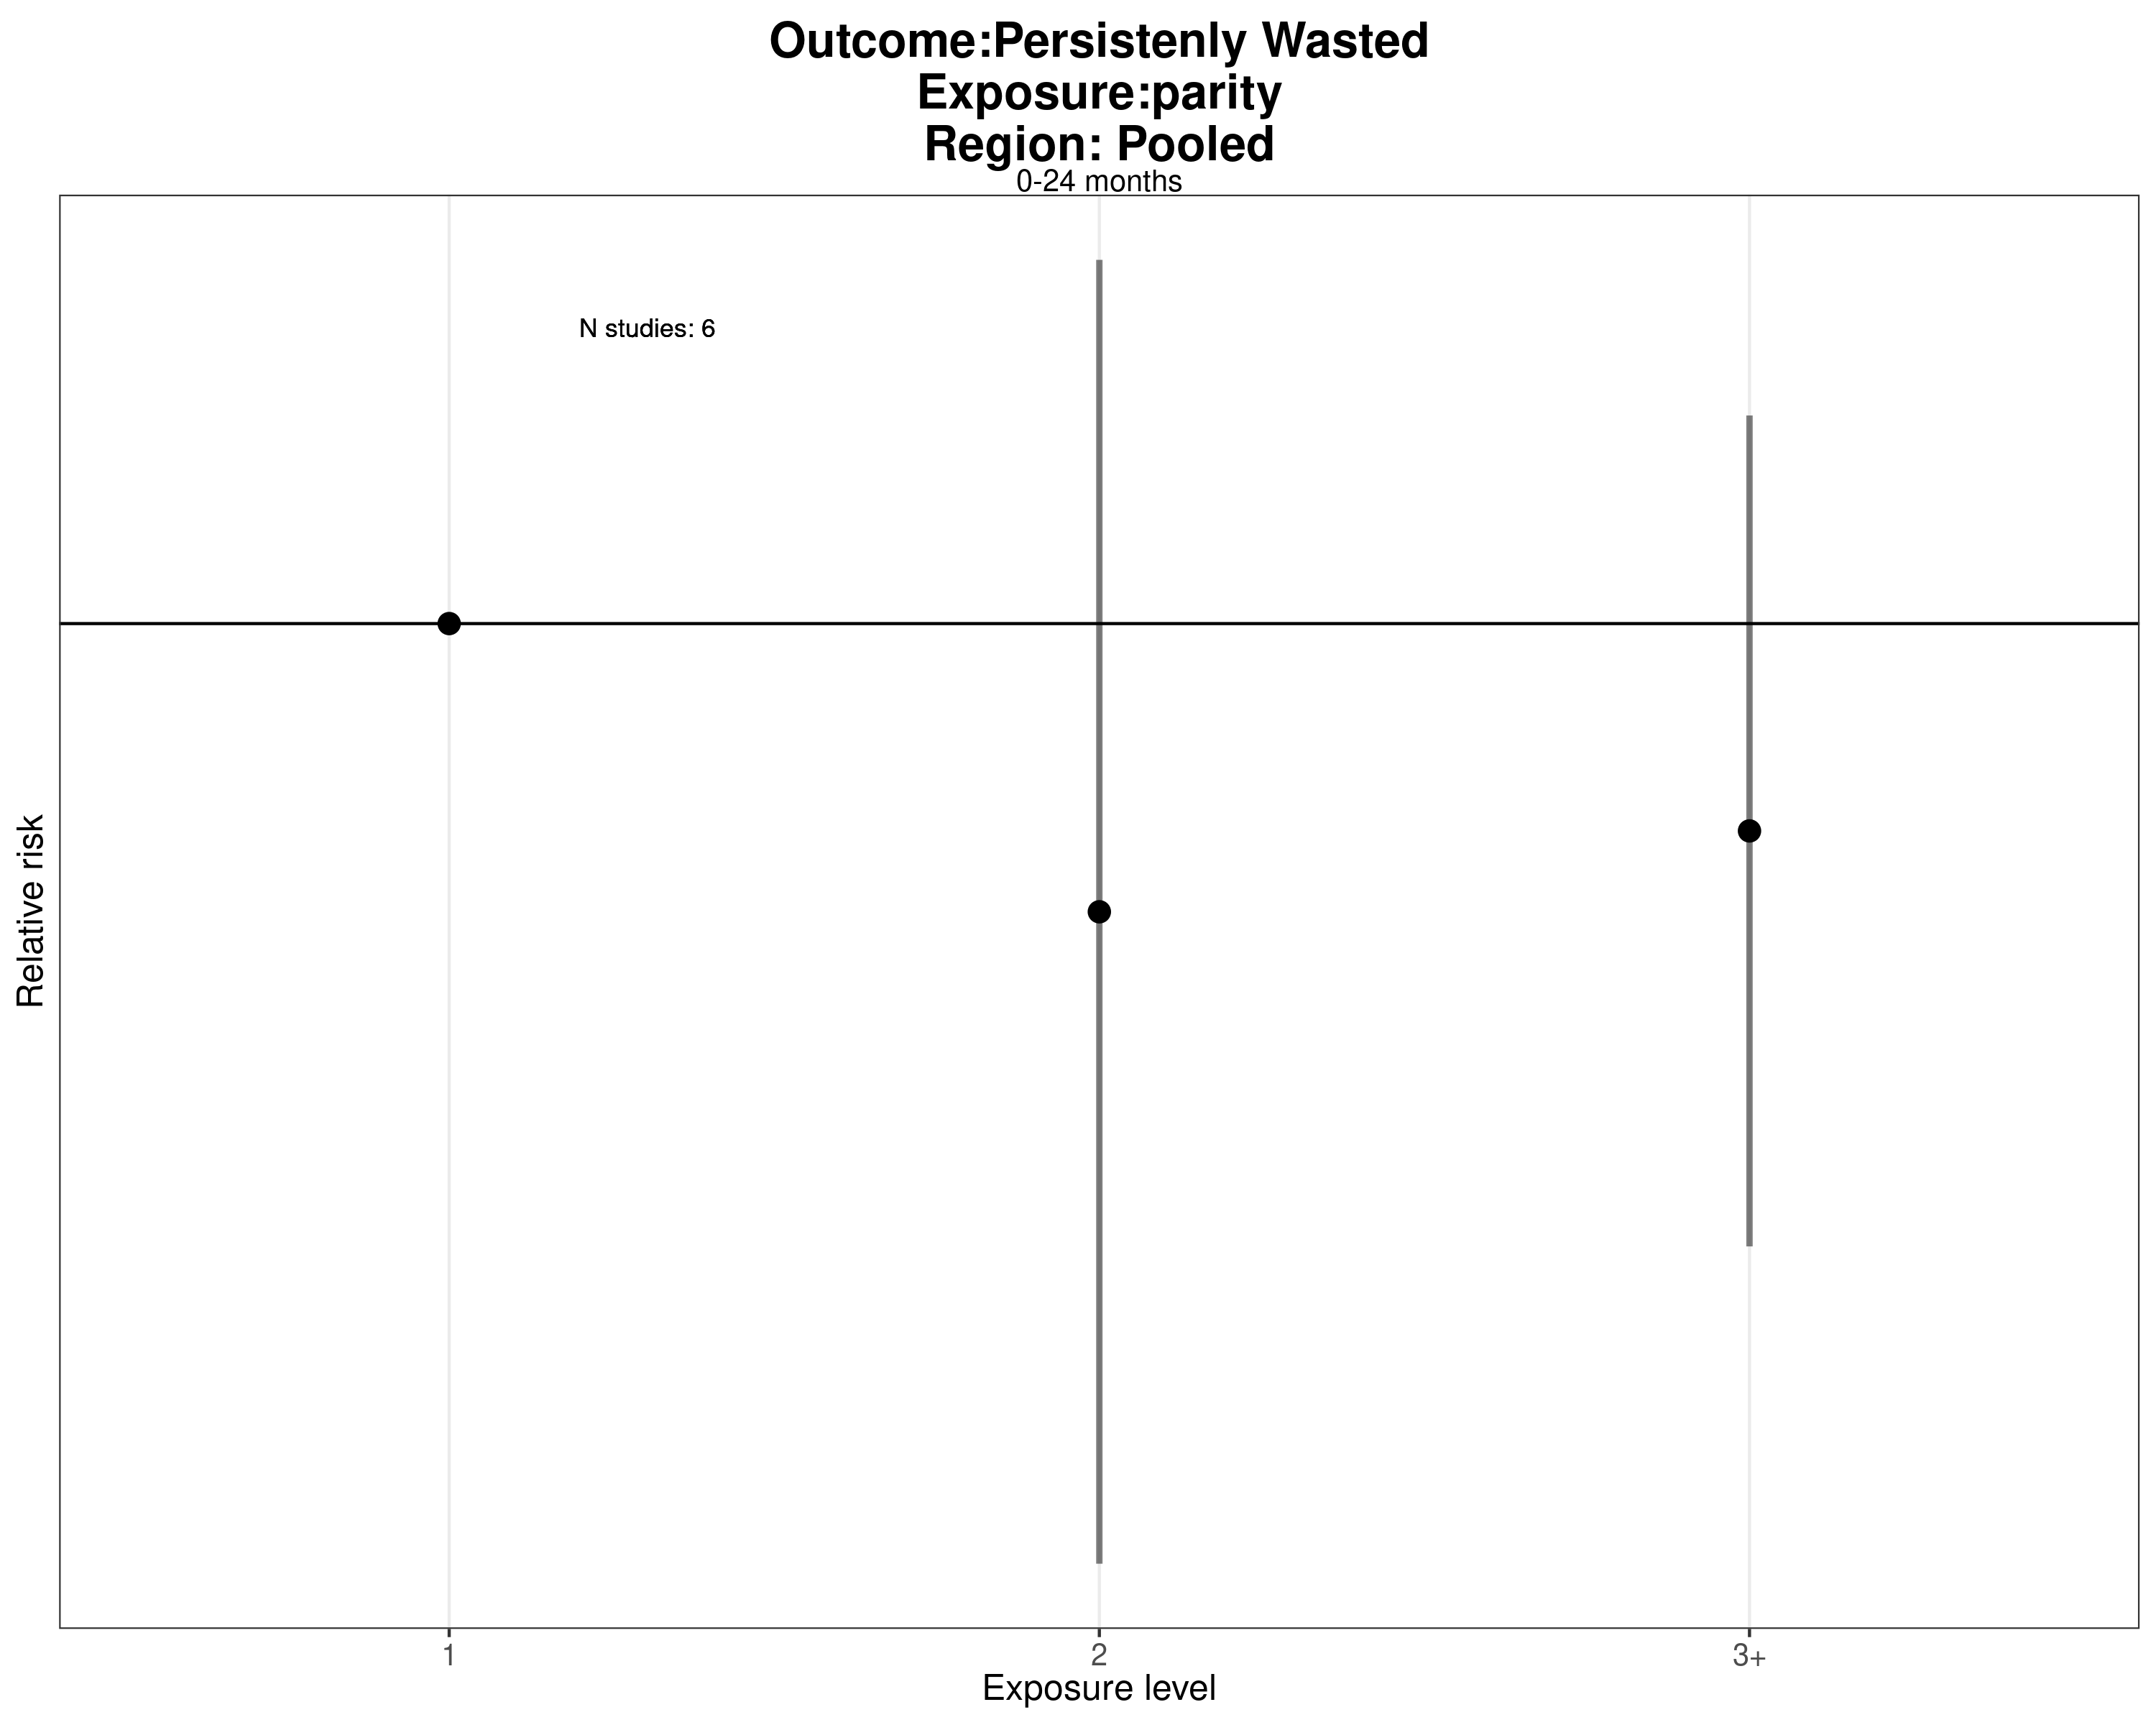 Outcome:Persistenly Wasted
Exposure:parity
Region: Pooled
0-24 months
N studies: 6
Relative risk
1
2
3+
Exposure level